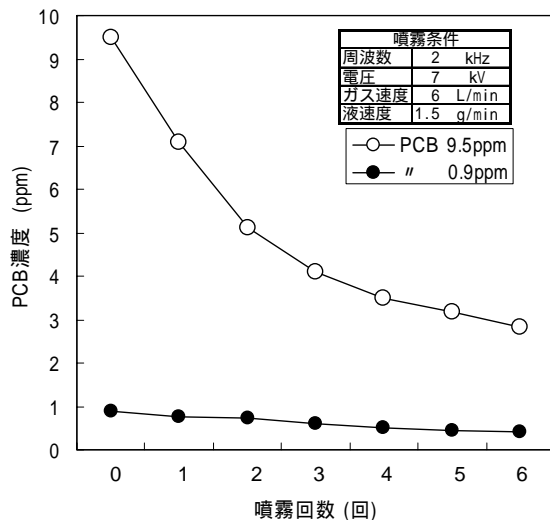 噴霧条件
周波数 2 kHz
電圧 7 kV
ガス速度 6 L/min
液速度 1.5 g/min
PCB 9.5ppm
〃 0.9ppm
PCB濃度 (ppm)
10
9
8
7
6
5
4
3
2
1
0
0 1 2 3 4 5 6
噴霧回数 (回)